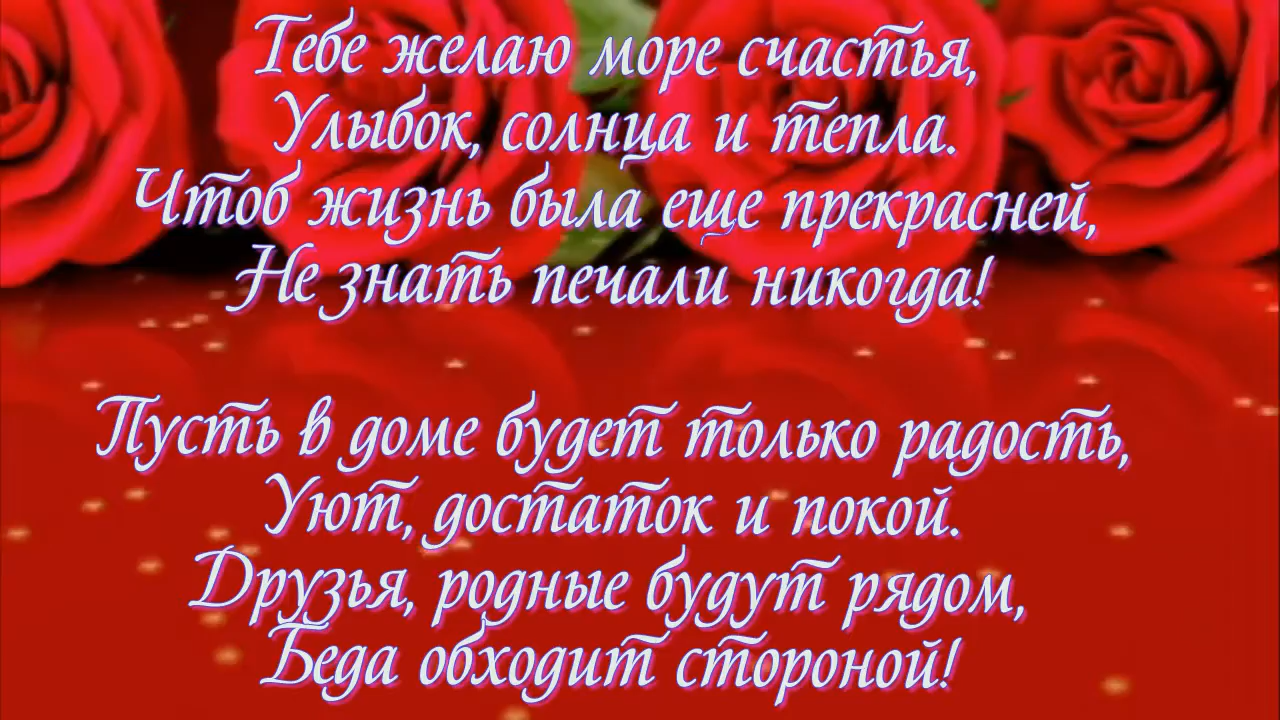 Тебе желаю море счастья,
Улыбок, солнца и тепла.
Чтоб жизнь была еще прекрасней,
Не знать печали никогда!
Пусть в доме будет только радость,
Уют, достаток и покой.
Друзья, родные будут рядом,
Беда обходит стороной!